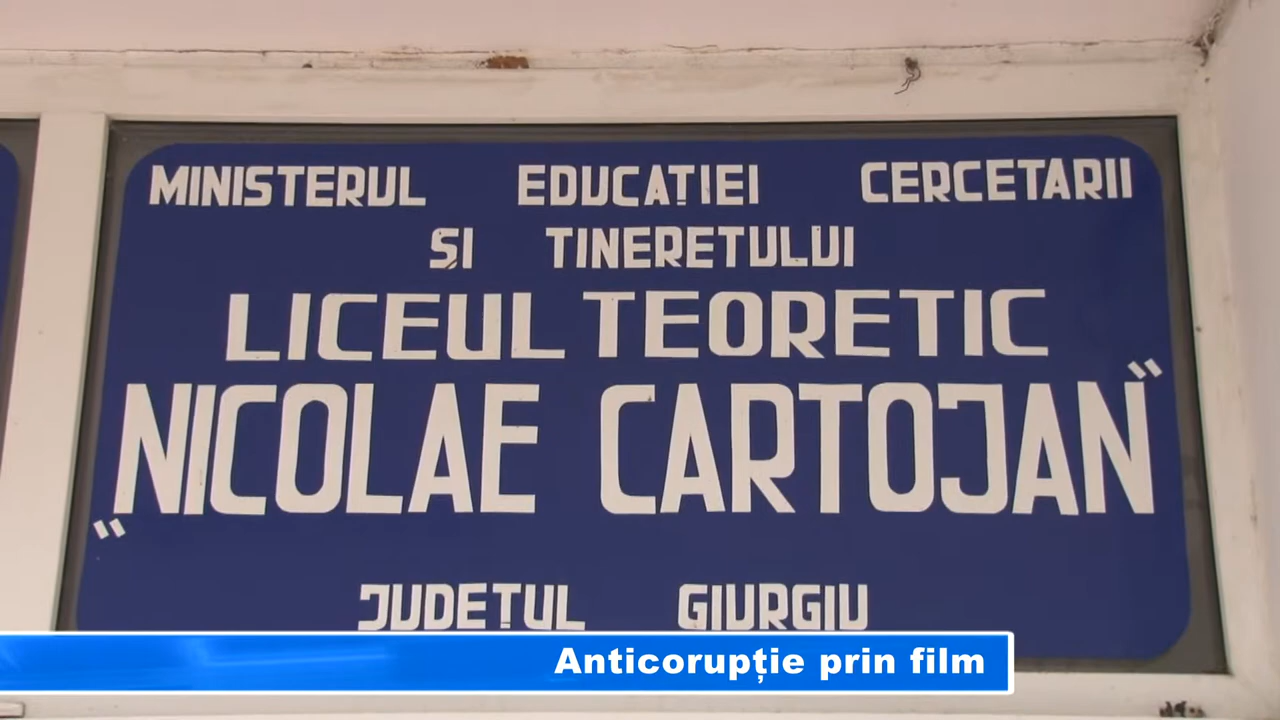 MINISTERUL EDUCAȚIEI CERCETARII
ȘI TINERETULUI
LICEUL TEORETIC
"NICOLAE CARTOJAN"
JUDEȚUL GIURGIU
Anticorupție prin film